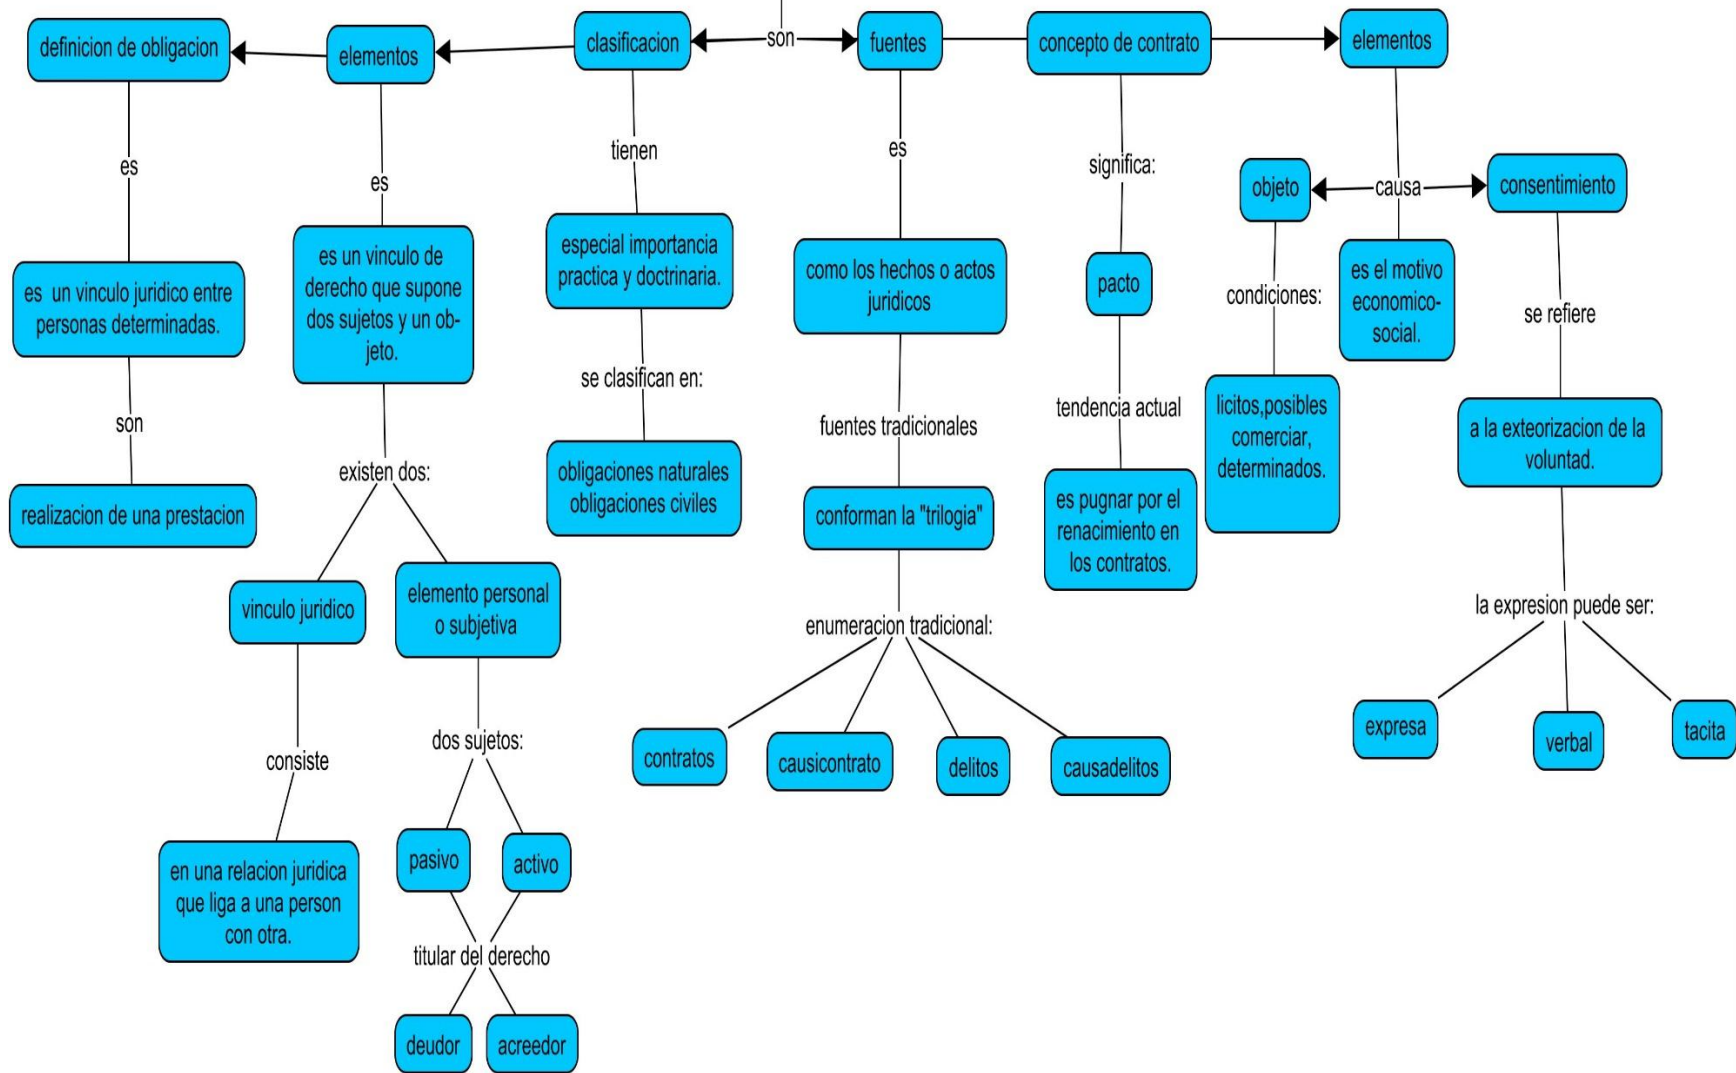 definicion de obligacion
elementos
clasificacion
son
fuentes
concepto de contrato
elementos
es
es
tienen
es
significa:
objeto
causa
consentimiento
es un vinculo juridico entre
personas determinadas.
es un vinculo de
derecho que supone
dos sujetos y un ob-
jeto.
especial importancia
practica y doctrinaria.
como los hechos o actos
juridicos
pacto
condiciones:
es el motivo
economico-
social.
se refiere
son
se clasifican en:
fuentes tradicionales
tendencia actual
licitos,posibles
comerciar,
determinados.
a la exteorizacion de la
voluntad.
realizacion de una prestacion
existen dos:
obligaciones naturales
obligaciones civiles
conforman la "trilogia"
es pugnar por el
renacimiento en
los contratos.
vinculo juridico
elemento personal
o subjetiva
enumeracion tradicional:
la expresion puede ser:
consiste
dos sujetos:
contratos
causicontrato
delitos
causadelitos
expresa
verbal
tacita
en una relacion juridica
que liga a una person
con otra.
pasivo
activo
titular del derecho
deudor
acreedor